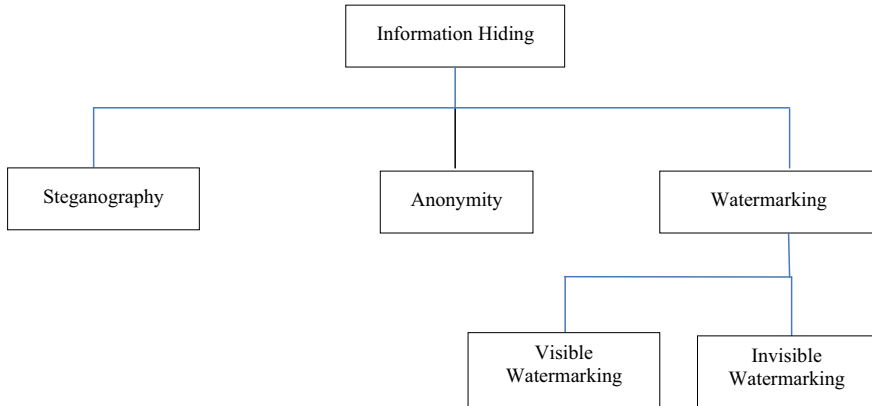 Information Hiding
Steganography
Anonymity
Watermarking
Visible
Watermarking
Invisible
Watermarking